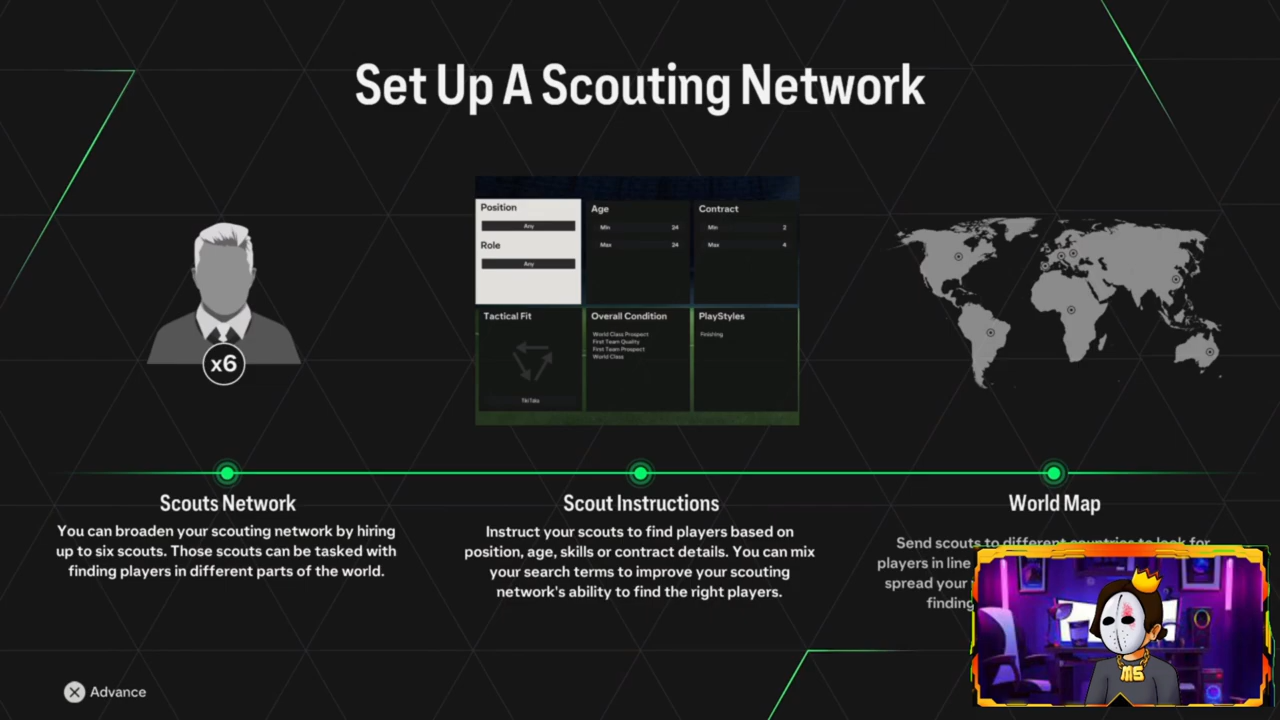 Set Up A Scouting Network
Position
Any
Role
Any
Age
Min 24
Max 24
Contract
Min 2
Max 4
Tactical Fit
Tiki Taka
Overall Condition
World Class Prospect
First Team Quality
First Team Prospect
World Class
PlayStyles
Finishing
x6
Scouts Network
You can broaden your scouting network by hiring
up to six scouts. Those scouts can be tasked with
finding players in different parts of the world.
Scout Instructions
Instruct your scouts to find players based on
position, age, skills or contract details. You can mix
your search terms to improve your scouting
network's ability to find the right players.
World Map
Send scouts to different countries to look for
players in line
spread your
finding
MS
Advance